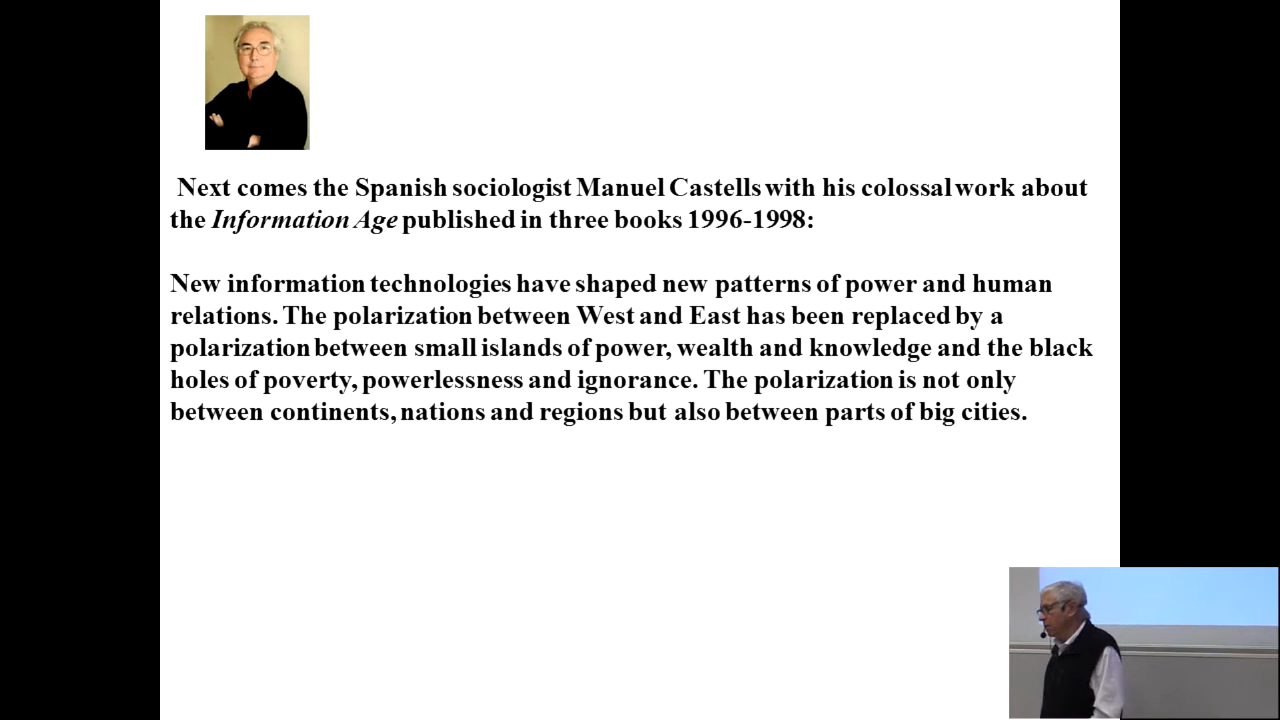 Next comes the Spanish sociologist Manuel Castells with his colossal work about
the Information Age published in three books 1996-1998:
New information technologies have shaped new patterns of power and human
relations. The polarization between West and East has been replaced by a
polarization between small islands of power, wealth and knowledge and the black
holes of poverty, powerlessness and ignorance. The polarization is not only
between continents, nations and regions but also between parts of big cities.